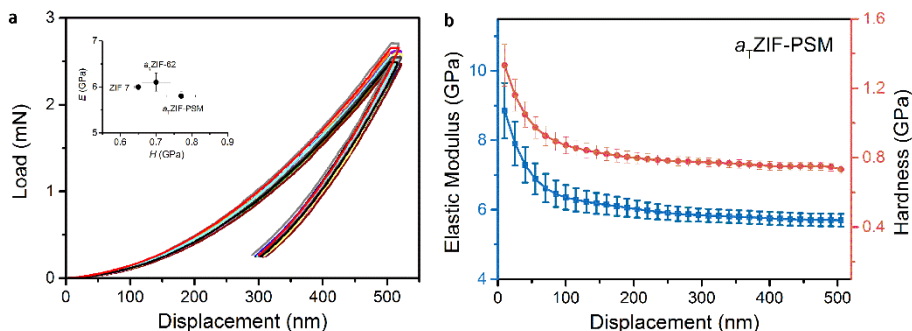 a
3
2
1
0
Load (mN)
0 100 200 300 400 500
Displacement (nm)
7
6
5
E (GPa)
0.6 0.7 0.8 0.9
H (GPa)
aTZIF-62
ZIF 7
aTZIF-PSM
b
aTZIF-PSM
10
8
6
4
Elastic Modulus (GPa)
1.6
1.2
0.8
0.4
Hardness (GPa)
0 100 200 300 400 500
Displacement (nm)